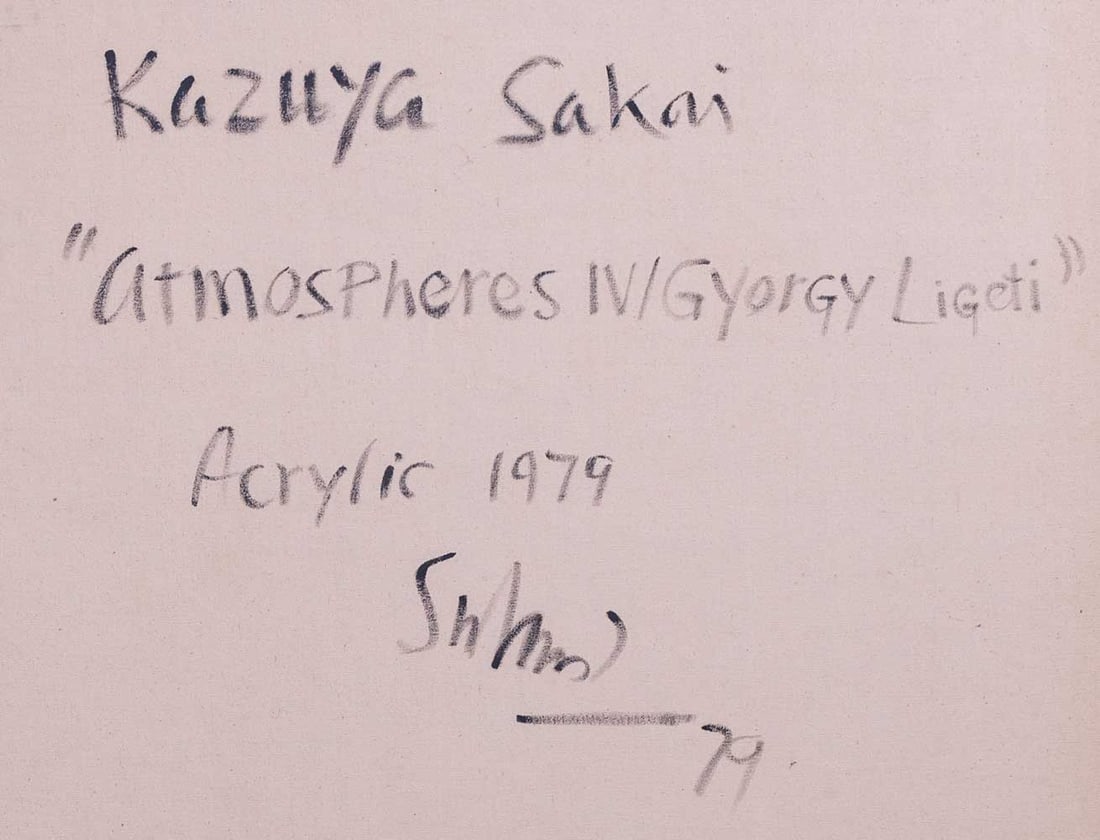 Kazuya Sakai
"Atmospheres IV/Gyorgy Ligeti"
Acrylic 1979
79